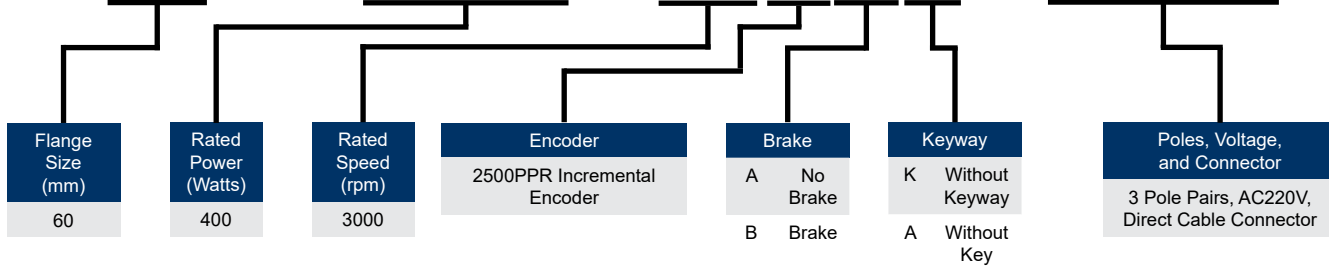 Flange
Size
(mm)
60
Rated
Power
(Watts)
400
Rated
Speed
(rpm)
3000
Encoder
2500PPR Incremental
Encoder
Brake
A No
Brake
B Brake
Keyway
K Without
Keyway
A Without
Key
Poles, Voltage,
and Connector
3 Pole Pairs, AC220V,
Direct Cable Connector